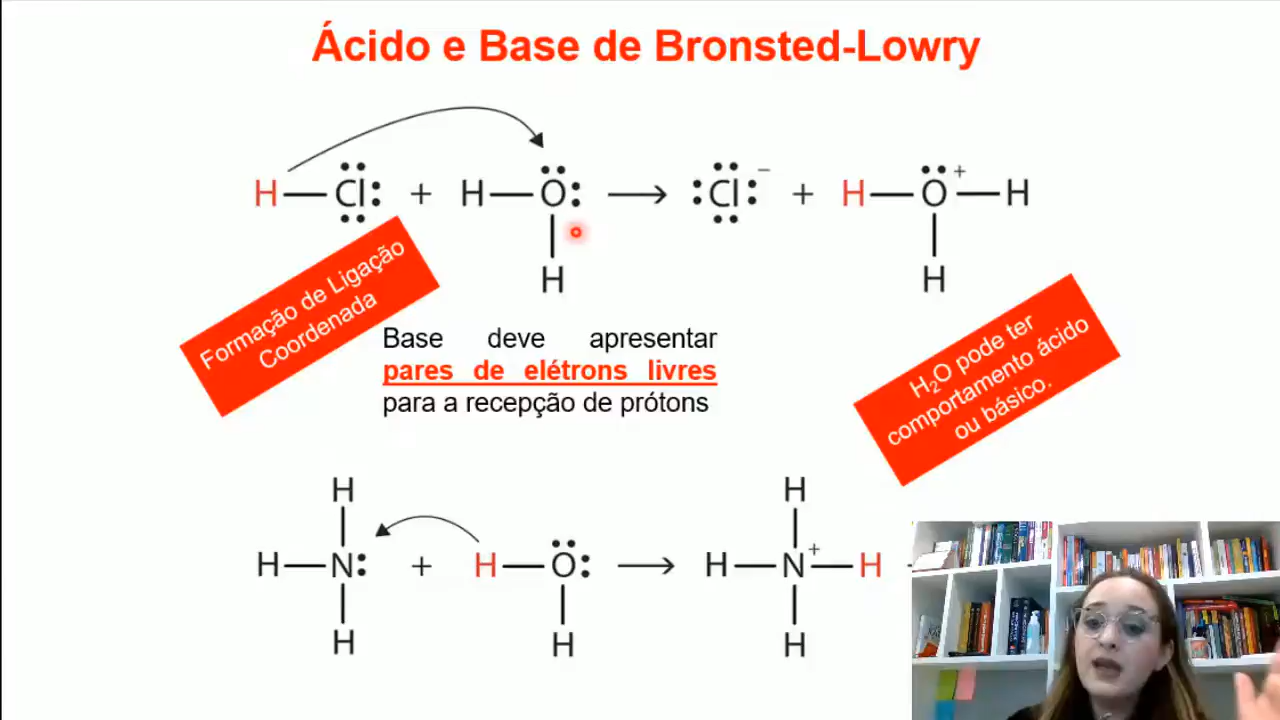 Ácido e Base de Bronsted-Lowry
H—Cl: + H—O: → :Cl:⁻ + H—O⁺—H
H H
Formação de Ligação
Coordenada
Base deve apresentar
pares de elétrons livres
para a recepção de prótons
H₂O pode ter
comportamento ácido
ou básico.
H H
H—N: + H—O: → H—N⁺—H
H H H